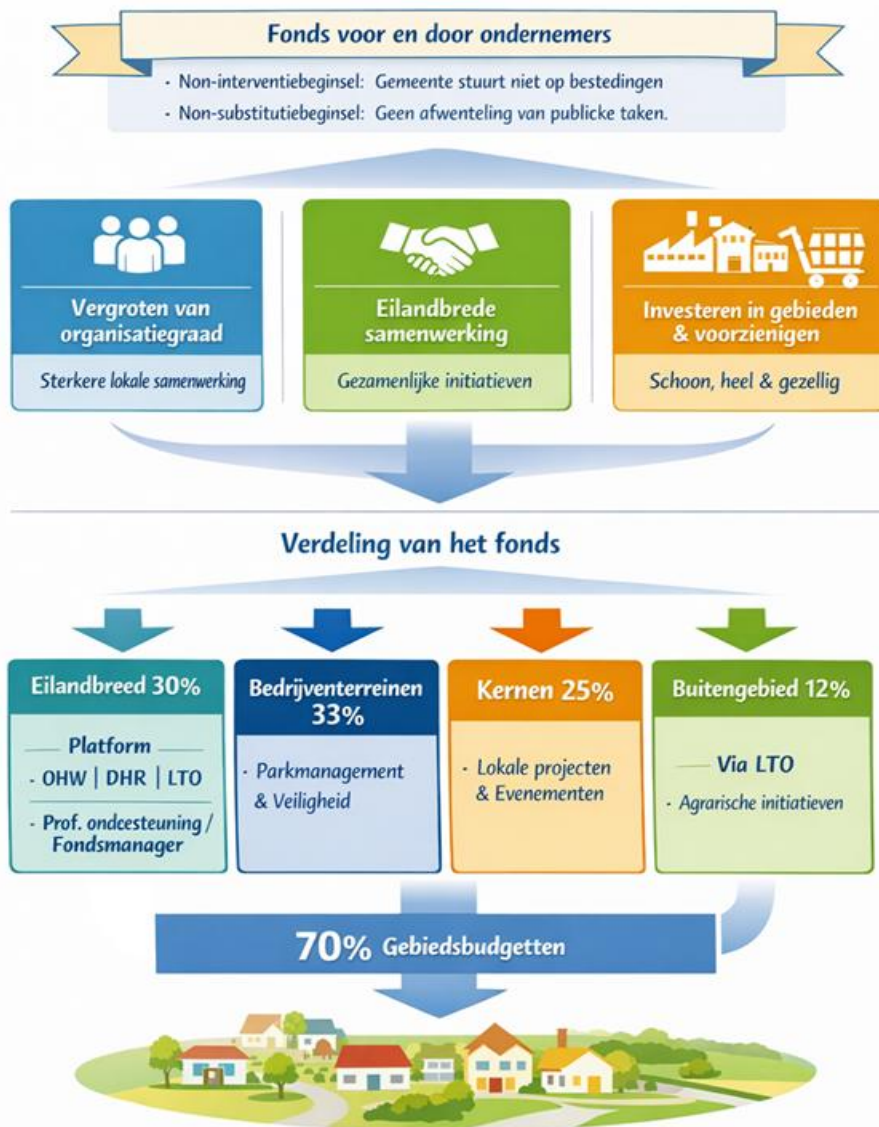 Fonds voor en door ondernemers
· Non-interventiebeginsel: Gemeente stuurt niet op bestedingen
· Non-substitutiebeginsel: Geen afwenteling van publicke taken.
Vergroten van
organisatiegraad
Sterkere lokale samenwerking
Eilandbrede
samenwerking
Gezamenlijke initiatieven
Investeren in gebieden
& voorzienigen
Schoon, heel & gezellig
Verdeling van het fonds
Eilandbreed 30%
Platform
· OHW | DHR | LTO
· Prof. ondcesteuning /
Fondsmanager
Bedrijventerreinen
33%
· Parkmanagement
& Veiligheid
Kernen 25%
· Lokale projecten
& Evenementen
Buitengebied 12%
Via LTO
· Agrarische initiatieven
70% Gebiedsbudgetten